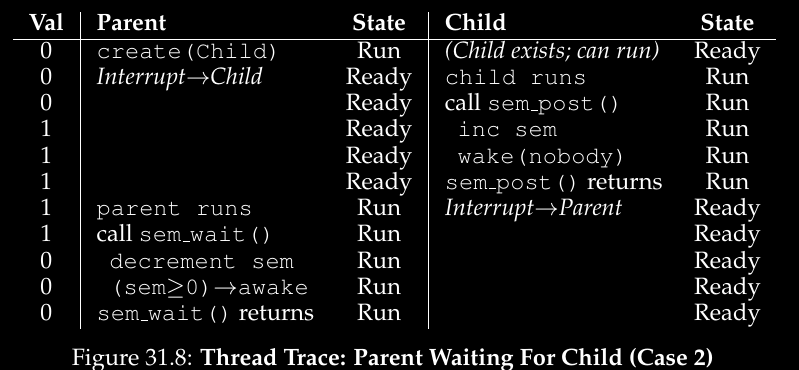 Val Parent State Child State
0 create(Child) Run (Child exists; can run) Ready
0 Interrupt→Child Ready child runs Run
0 Ready call sem_post() Run
1 Ready inc sem Run
1 Ready wake(nobody) Run
1 Ready sem_post() returns Run
1 parent runs Run Interrupt→Parent Ready
1 call sem_wait() Run Ready
0 decrement sem Run Ready
0 (sem≥0)→awake Run Ready
0 sem_wait() returns Run Ready
Figure 31.8: Thread Trace: Parent Waiting For Child (Case 2)